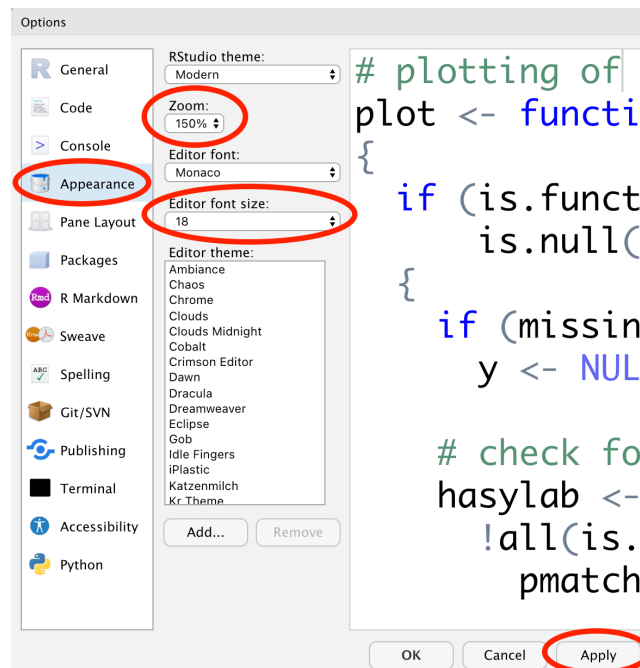 Options
General
Code
Console
Appearance
Pane Layout
Packages
Rmd R Markdown
Sweave
ABC Spelling
Git/SVN
Publishing
Terminal
Accessibility
Python
RStudio theme:
Modern
Zoom:
150%
Editor font:
Monaco
Editor font size:
18
Editor theme:
Ambiance
Chaos
Chrome
Clouds
Clouds Midnight
Cobalt
Crimson Editor
Dawn
Dracula
Dreamweaver
Eclipse
Gob
Idle Fingers
iPlastic
Katzenmilch
Kr Theme
Add...
Remove
# plotting of
plot <- functi
{
if (is.funct
is.null(
{
if (missin
y <- NUL
# check fo
hasylab <-
!all(is.
pmatch
OK
Cancel
Apply